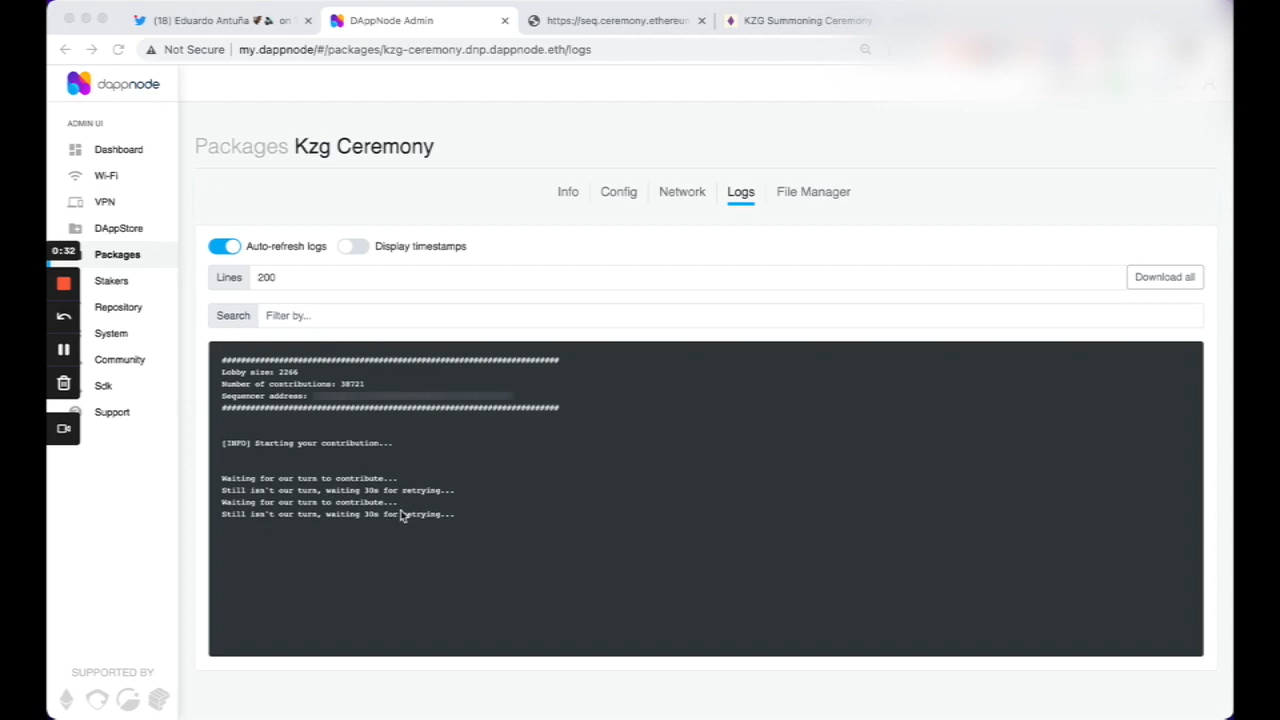 (18) Eduardo Antuña on
DAppNode Admin
https://seq.ceremony.ethereun
KZG Summoning Ceremony
Not Secure
my.dappnode/#/packages/kzg-ceremony.dnp.dappnode.eth/logs
dappnode
ADMIN UI
Dashboard
Wi-Fi
VPN
DAppStore
Packages
Stakers
Repository
System
Community
Sdk
Support
SUPPORTED BY
0:32
Packages Kzg Ceremony
Info
Config
Network
Logs
File Manager
Auto-refresh logs
Display timestamps
Lines
200
Download all
Search
Filter by...
Lobby size: 2266
Number of contributions: 38721
Sequencer address:
[INFO] Starting your contribution...
Waiting for our turn to contribute...
Still isn't our turn, waiting 30s for retrying...
Waiting for our turn to contribute...
Still isn't our turn, waiting 30s for retrying...